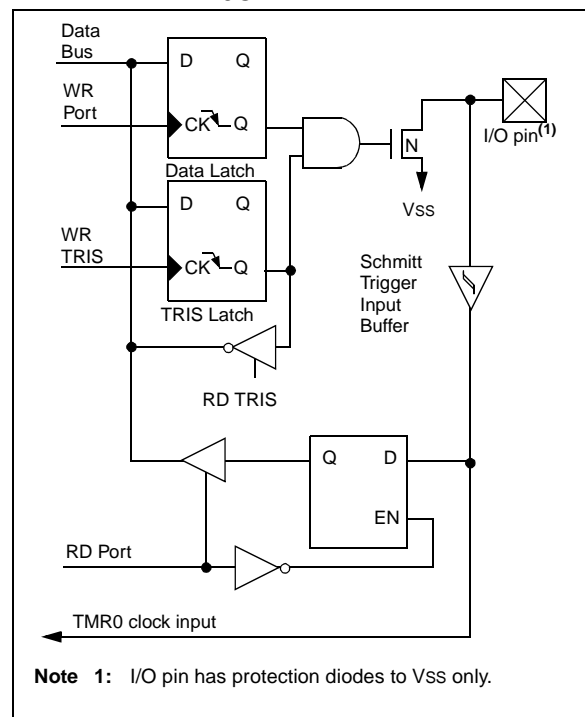 Data
Bus
D Q
WR
Port
CK Q
Data Latch
N
I/O pin(1)
VSS
D Q
WR
TRIS
CK Q
TRIS Latch
Schmitt
Trigger
Input
Buffer
RD TRIS
Q D
EN
RD Port
TMR0 clock input
Note 1: I/O pin has protection diodes to VSS only.